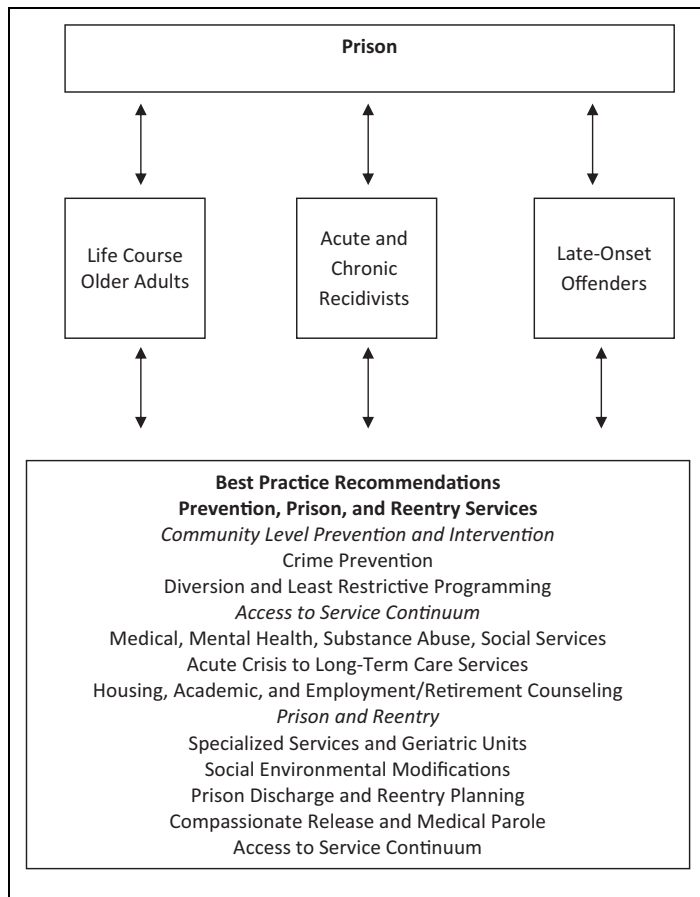 Prison
Life Course
Older Adults
Acute and
Chronic
Recidivists
Late-Onset
Offenders
Best Practice Recommendations
Prevention, Prison, and Reentry Services
Community Level Prevention and Intervention
Crime Prevention
Diversion and Least Restrictive Programming
Access to Service Continuum
Medical, Mental Health, Substance Abuse, Social Services
Acute Crisis to Long-Term Care Services
Housing, Academic, and Employment/Retirement Counseling
Prison and Reentry
Specialized Services and Geriatric Units
Social Environmental Modifications
Prison Discharge and Reentry Planning
Compassionate Release and Medical Parole
Access to Service Continuum